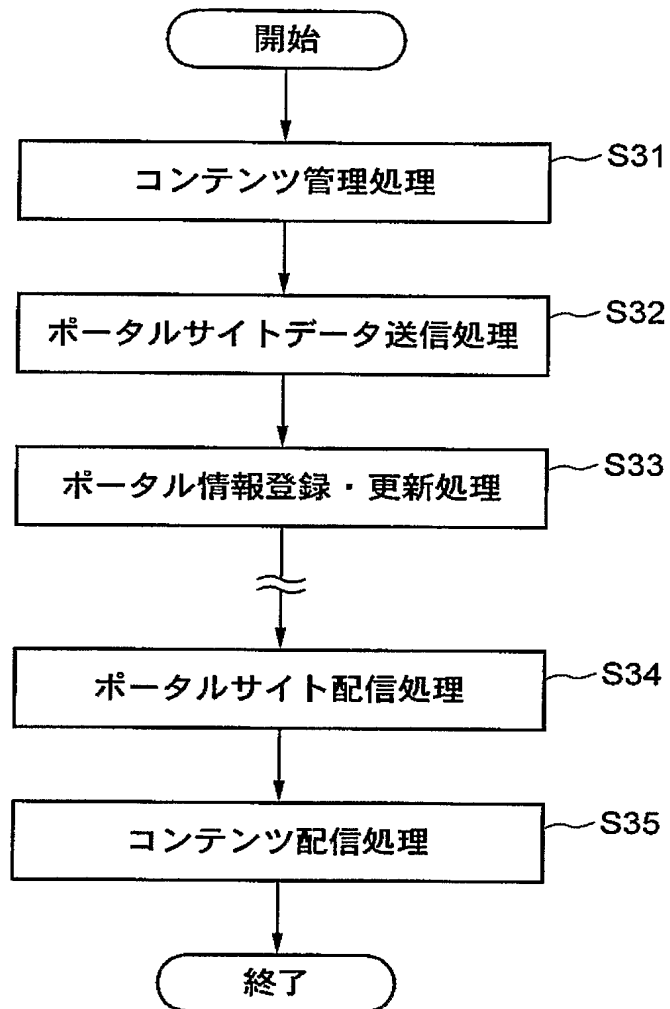 開始
コンテンツ管理処理
S31
ポータルサイトデータ送信処理
S32
ポータル情報登録・更新処理
S33
ポータルサイト配信処理
S34
コンテンツ配信処理
S35
終了